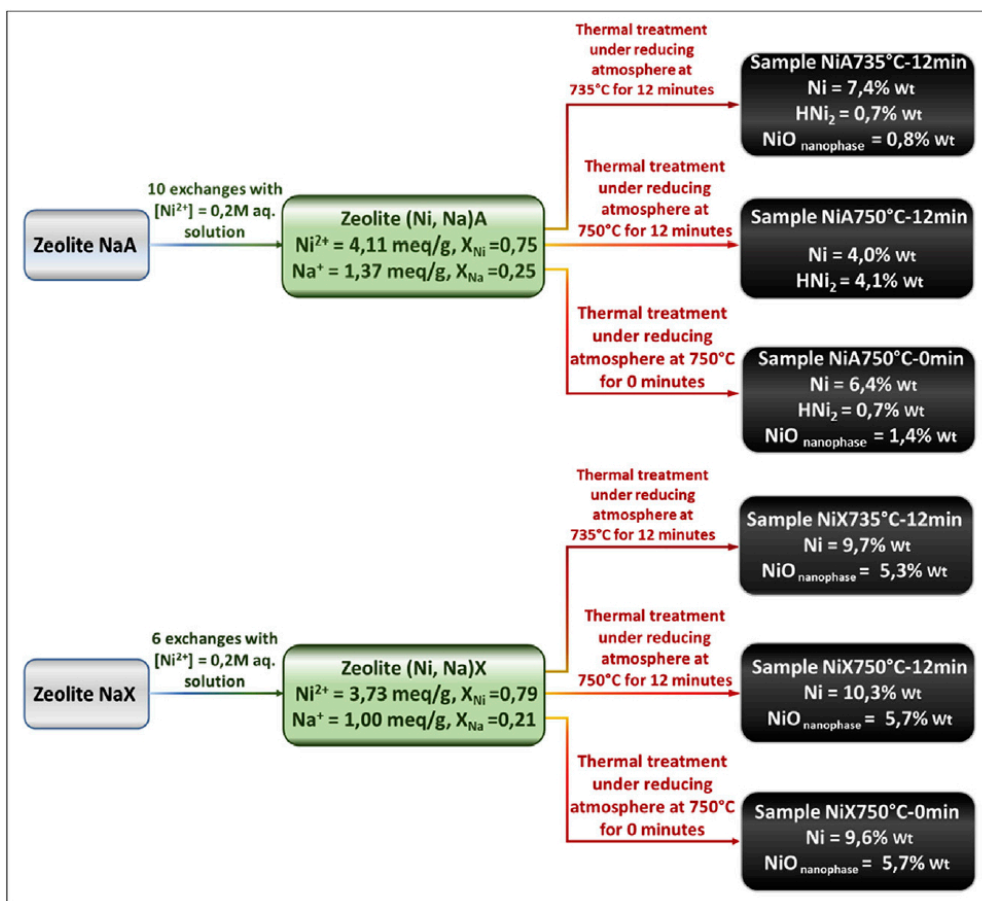 Zeolite NaA
10 exchanges with
[Ni²⁺] = 0,2M aq.
solution
Zeolite (Ni, Na)A
Ni²⁺ = 4,11 meq/g, X_Ni =0,75
Na⁺ = 1,37 meq/g, X_Na =0,25
Thermal treatment
under reducing
atmosphere at
735°C for 12 minutes
Sample NiA735°C-12min
Ni = 7,4% wt
HNi₂ = 0,7% wt
NiO nanophase = 0,8% wt
Thermal treatment
under reducing
atmosphere at
750°C for 12 minutes
Sample NiA750°C-12min
Ni = 4,0% wt
HNi₂ = 4,1% wt
Thermal treatment
under reducing
atmosphere at 750°C
for 0 minutes
Sample NiA750°C-0min
Ni = 6,4% wt
HNi₂ = 0,7% wt
NiO nanophase = 1,4% wt
Zeolite NaX
6 exchanges with
[Ni²⁺] = 0,2M aq.
solution
Zeolite (Ni, Na)X
Ni²⁺ = 3,73 meq/g, X_Ni =0,79
Na⁺ = 1,00 meq/g, X_Na =0,21
Thermal treatment
under reducing
atmosphere at
735°C for 12 minutes
Sample NiX735°C-12min
Ni = 9,7% wt
NiO nanophase = 5,3% wt
Thermal treatment
under reducing
atmosphere at
750°C for 12 minutes
Sample NiX750°C-12min
Ni = 10,3% wt
NiO nanophase = 5,7% wt
Thermal treatment
under reducing
atmosphere at 750°C
for 0 minutes
Sample NiX750°C-0min
Ni = 9,6% wt
NiO nanophase = 5,7% wt